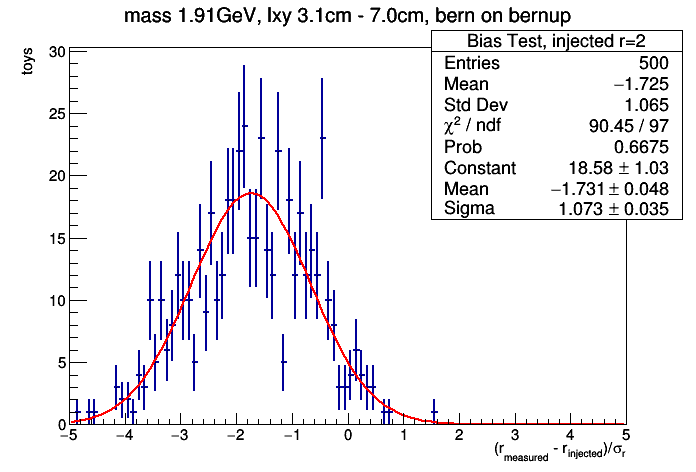 mass 1.91GeV, lxy 3.1cm - 7.0cm, bern on bernup
Bias Test, injected r=2
Entries 500
Mean −1.725
Std Dev 1.065
χ² / ndf 90.45 / 97
Prob 0.6675
Constant 18.58 ± 1.03
Mean −1.731 ± 0.048
Sigma 1.073 ± 0.035
toys
30
25
20
15
10
5
0
−5 −4 −3 −2 −1 0 1 2 3 4 5
(r_measured - r_injected)/σ_r